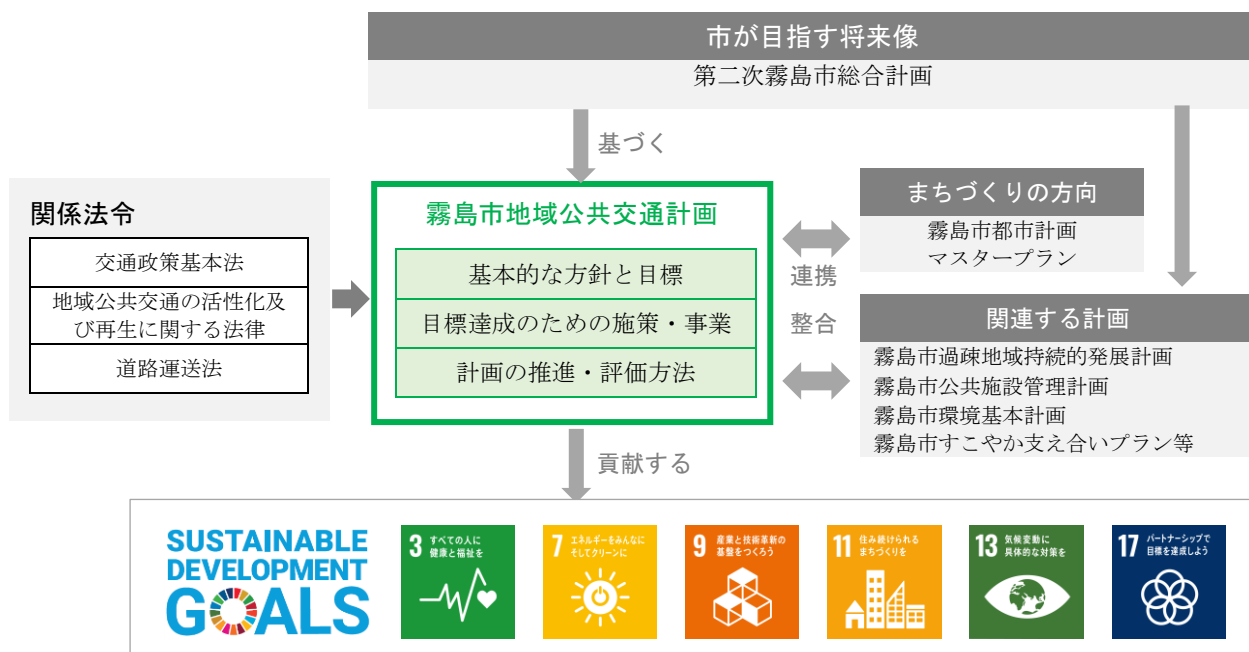 市が目指す将来像
第二次霧島市総合計画
基づく
関係法令
交通政策基本法
地域公共交通の活性化及
び再生に関する法律
道路運送法
霧島市地域公共交通計画
基本的な方針と目標
目標達成のための施策・事業
計画の推進・評価方法
連携
整合
まちづくりの方向
霧島市都市計画
マスタープラン
関連する計画
霧島市過疎地域持続的発展計画
霧島市公共施設管理計画
霧島市環境基本計画
霧島市すこやか支え合いプラン等
貢献する
SUSTAINABLE
DEVELOPMENT
GOALS
3 すべての人に
健康と福祉を
7 エネルギーをみんなに
そしてクリーンに
9 産業と技術革新の
基盤をつくろう
11 住み続けられる
まちづくりを
13 気候変動に
具体的な対策を
17 パートナーシップで
目標を達成しよう